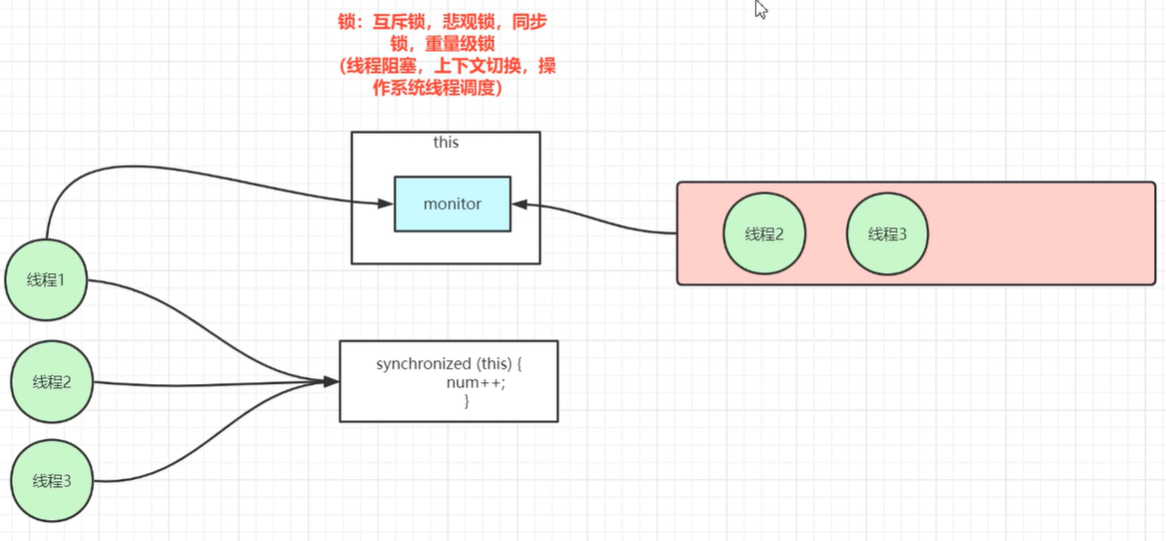 锁：互斥锁，悲观锁，同步
锁，重量级锁
（线程阻塞，上下文切换，操
作系统线程调度）
this
monitor
线程2
线程3
线程1
synchronized (this) {
num++;
}
线程2
线程3